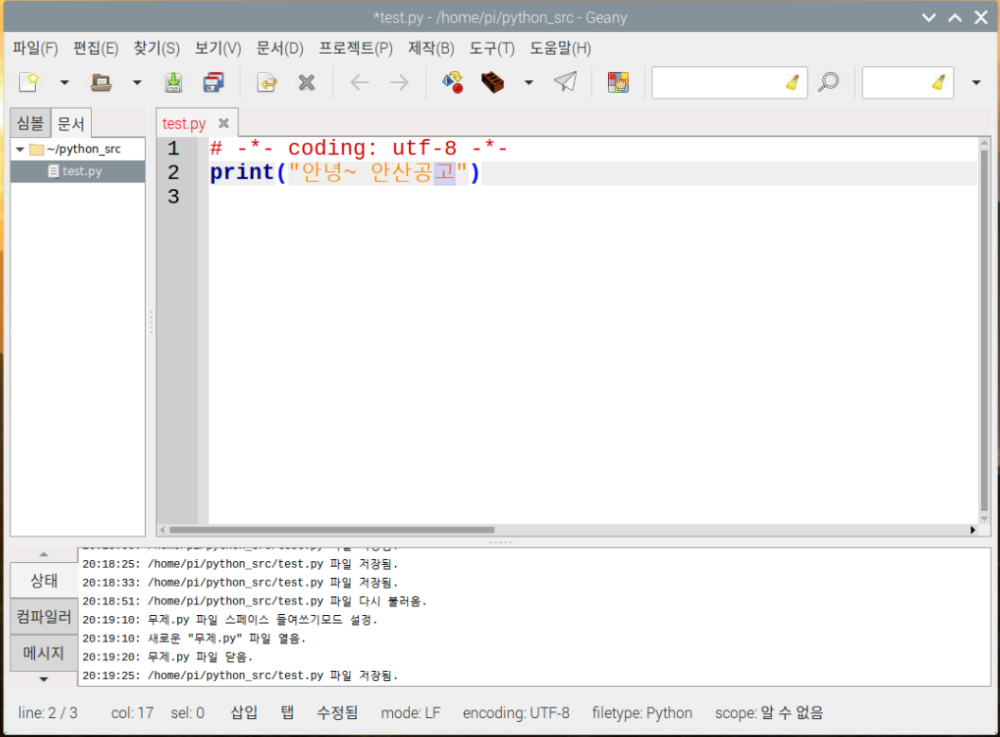 *test.py - /home/pi/python_src - Geany
파일(F) 편집(E) 찾기(S) 보기(V) 문서(D) 프로젝트(P) 제작(B) 도구(T) 도움말(H)
심볼 문서
~/python_src
test.py
test.py
1 # -*- coding: utf-8 -*-
2 print("안녕~ 안산공고")
3
상태
컴파일러
메시지
20:18:25: /home/pi/python_src/test.py 파일 저장됨.
20:18:33: /home/pi/python_src/test.py 파일 저장됨.
20:18:51: /home/pi/python_src/test.py 파일 다시 불러옴.
20:19:10: 무제.py 파일 스페이스 들여쓰기모드 설정.
20:19:10: 새로운 "무제.py" 파일 열음.
20:19:20: 무제.py 파일 닫음.
20:19:25: /home/pi/python_src/test.py 파일 저장됨.
line: 2 / 3 col: 17 sel: 0 삽입 탭 수정됨 mode: LF encoding: UTF-8 filetype: Python scope: 알 수 없음